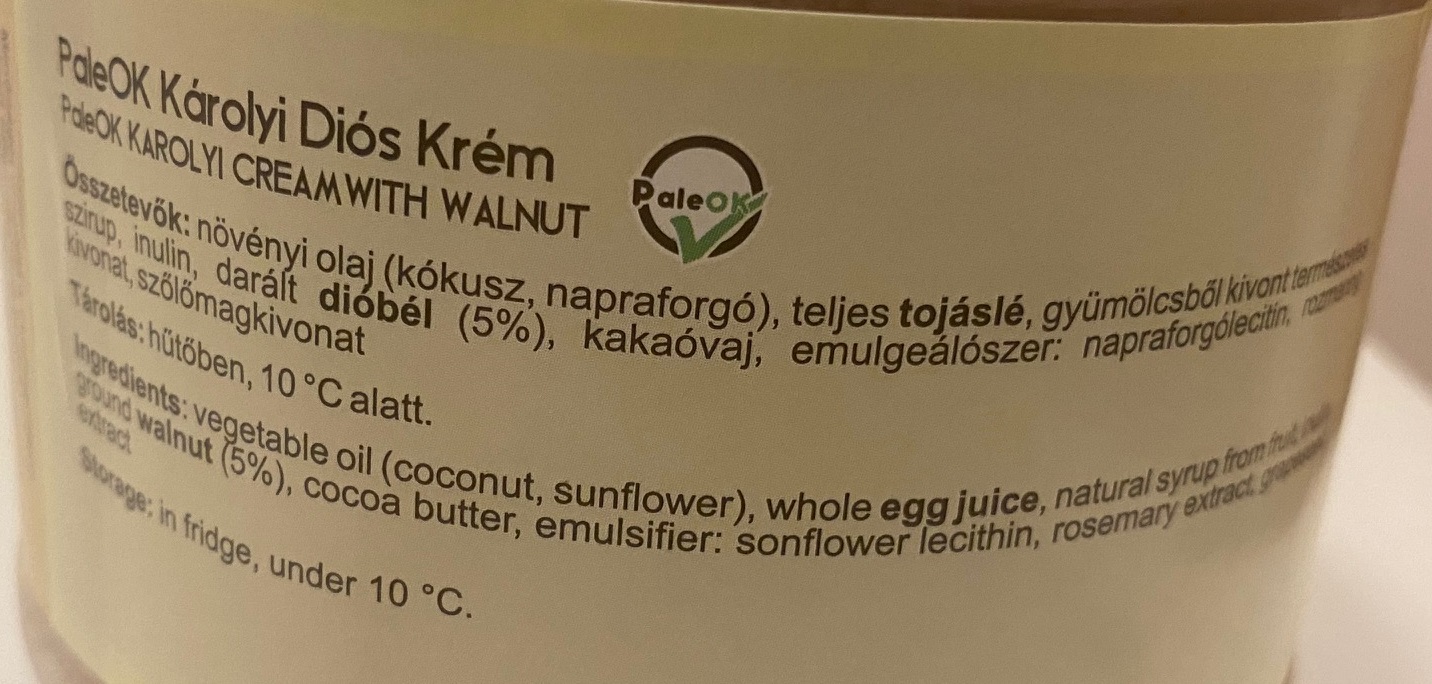 PaleOK Károlyi Diós Krém
PaleOK KAROLYI CREAM WITH WALNUT
PaleOK
Összetevők: növényi olaj (kókusz, napraforgó), teljes tojáslé, gyümölcsből kivont természetes
szirup, inulin, darált dióbél (5%), kakaóvaj, emulgeálószer: napraforgólecitin, rozmaring
kivonat, szőlőmagkivonat
Tárolás: hűtőben, 10 °C alatt.
Ingredients: vegetable oil (coconut, sunflower), whole egg juice, natural syrup from fruit,
ground walnut (5%), cocoa butter, emulsifier: sonflower lecithin, rosemary extract, grapeseed
extract
Storage: in fridge, under 10 °C.